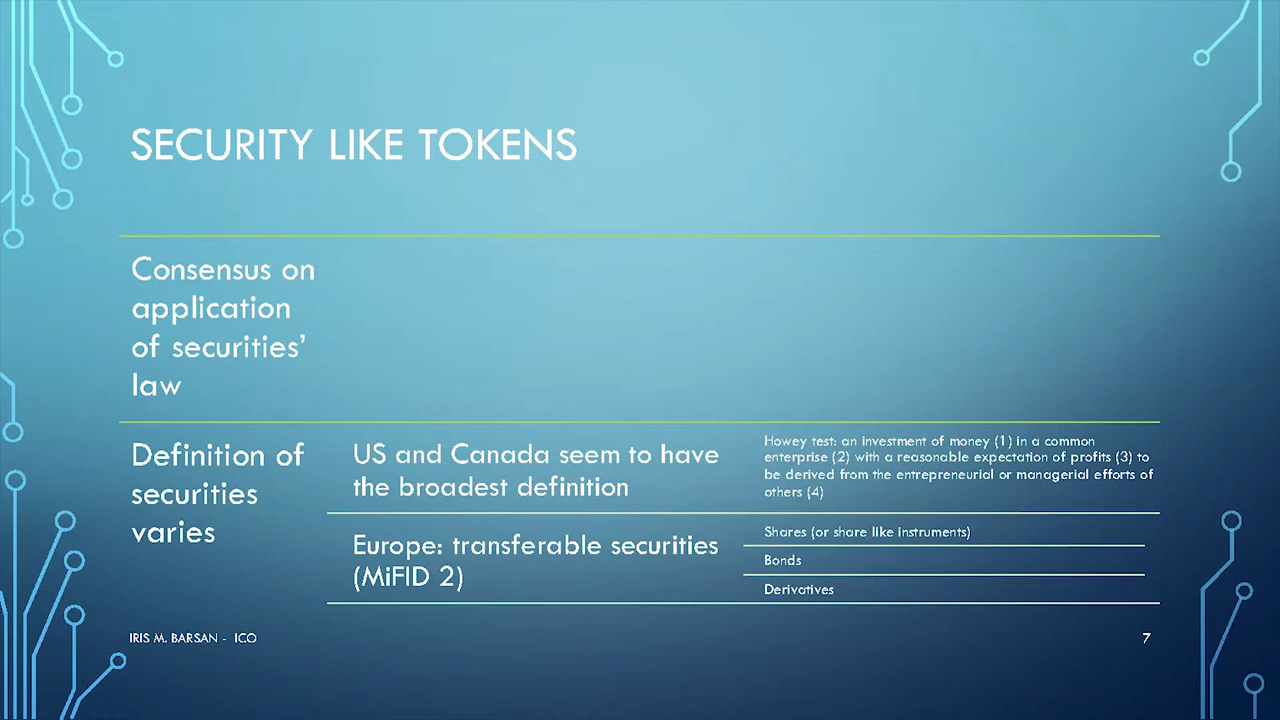 SECURITY LIKE TOKENS
Consensus on
application
of securities’
law
Definition of
securities
varies
US and Canada seem to have
the broadest definition
Howey test: an investment of money (1) in a common
enterprise (2) with a reasonable expectation of profits (3) to
be derived from the entrepreneurial or managerial efforts of
others (4)
Europe: transferable securities
(MiFID 2)
Shares (or share like instruments)
Bonds
Derivatives
IRIS M. BARSAN - ICO
7